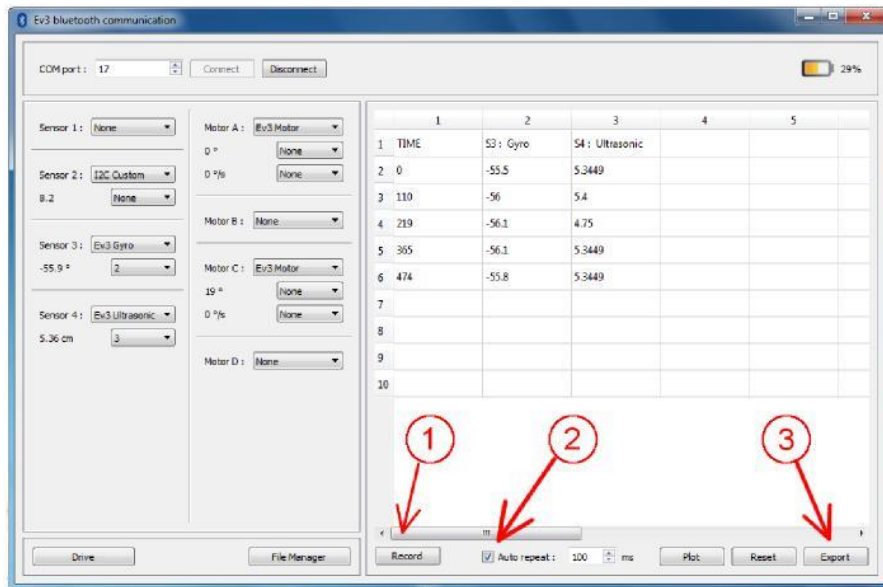 Ev3 bluetooth communication
COM port : 17 Connect Disconnect 29%
Sensor 1 : None
Sensor 2 : I2C Custom
8.2 None
Sensor 3 : Ev3 Gyro
-55.9 ° 2
Sensor 4 : Ev3 Ultrasonic
5.36 cm 3
Motor A : Ev3 Motor
0 ° None
0 °/s None
Motor B : None
Motor C : Ev3 Motor
19 ° None
0 °/s None
Motor D : None
1 2 3 4 5
1 TIME S3 : Gyro S4 : Ultrasonic
2 0 -55.5 5.3449
3 110 -56 5.4
4 219 -56.1 4.75
5 365 -56.1 5.3449
6 474 -55.8 5.3449
7
8
9
10
1 2 3
Drive File Manager Record Auto repeat : 100 ms Plot Reset Export